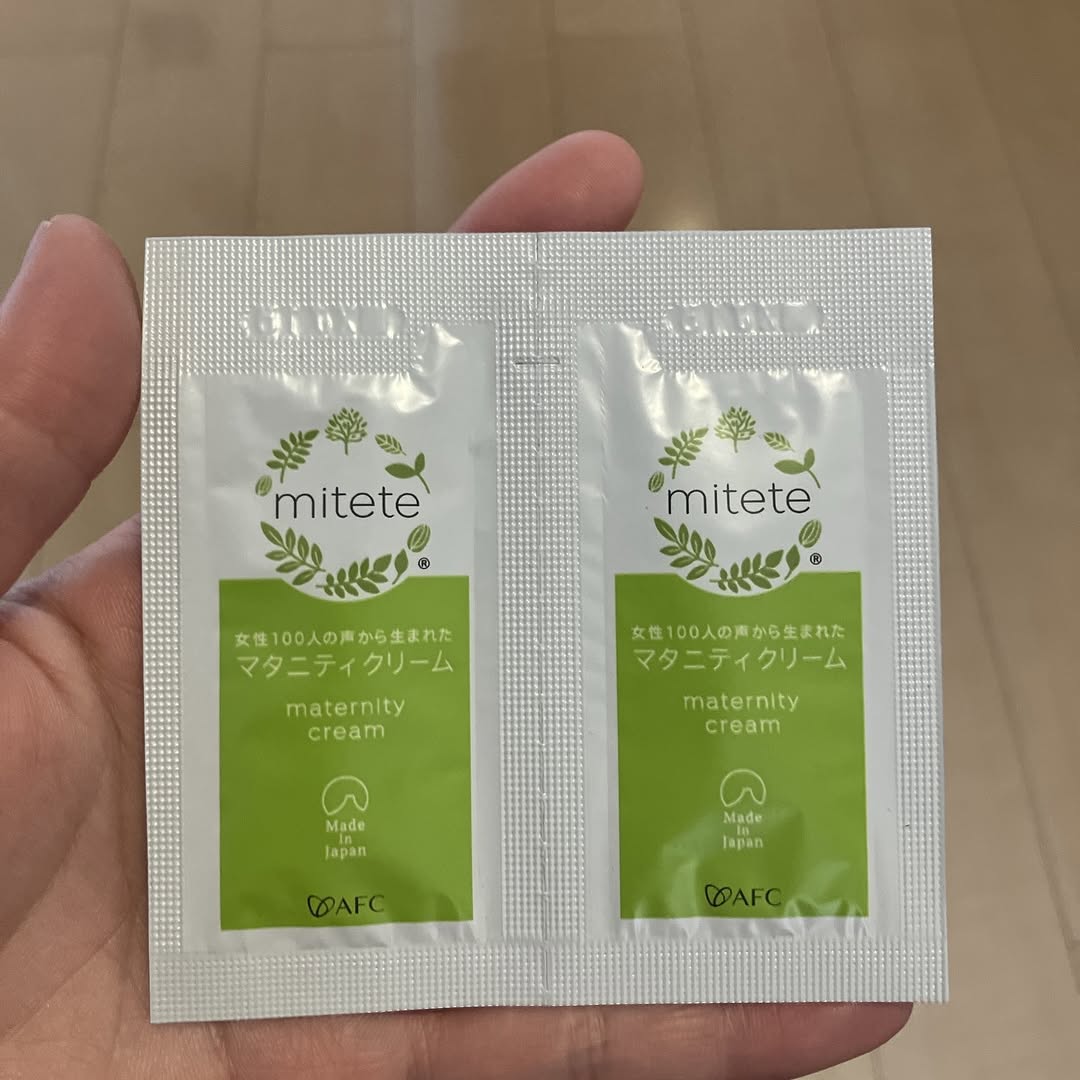 mitete
®
女性100人の声から生まれた
マタニティクリーム
maternity
cream
Made
in
Japan
AFC
mitete
®
女性100人の声から生まれた
マタニティクリーム
maternity
cream
Made
in
Japan
AFC